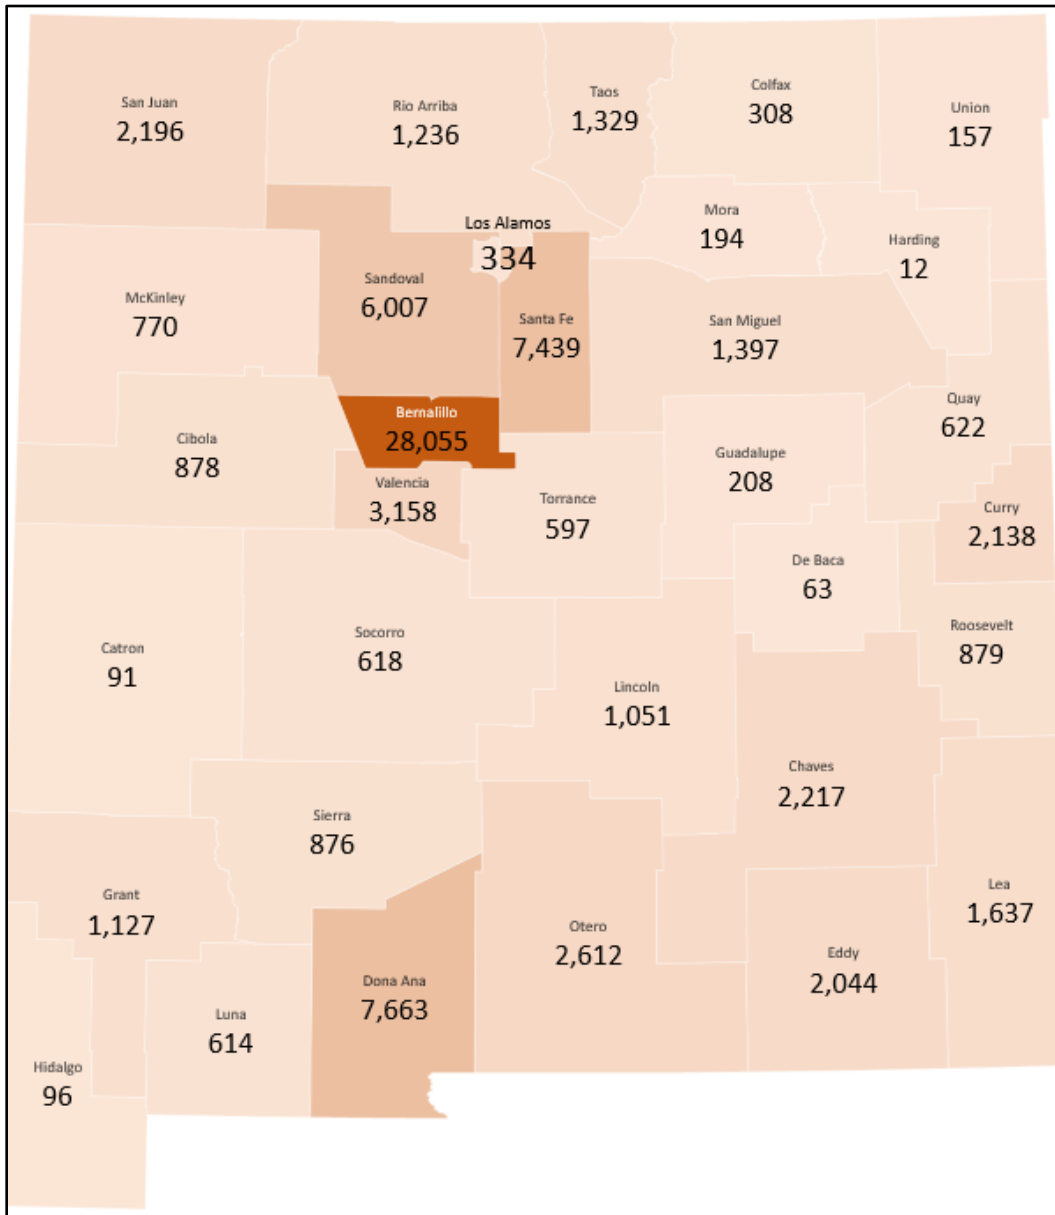 San Juan
2,196
Rio Arriba
1,236
Taos
1,329
Colfax
308
Union
157
Los Alamos
334
Mora
194
Harding
12
McKinley
770
Sandoval
6,007
Santa Fe
7,439
San Miguel
1,397
Quay
622
Cibola
878
Bernalillo
28,055
Valencia
3,158
Torrance
597
Guadalupe
208
Curry
2,138
De Baca
63
Catron
91
Socorro
618
Lincoln
1,051
Roosevelt
879
Chaves
2,217
Sierra
876
Grant
1,127
Otero
2,612
Lea
1,637
Dona Ana
7,663
Eddy
2,044
Luna
614
Hidalgo
96